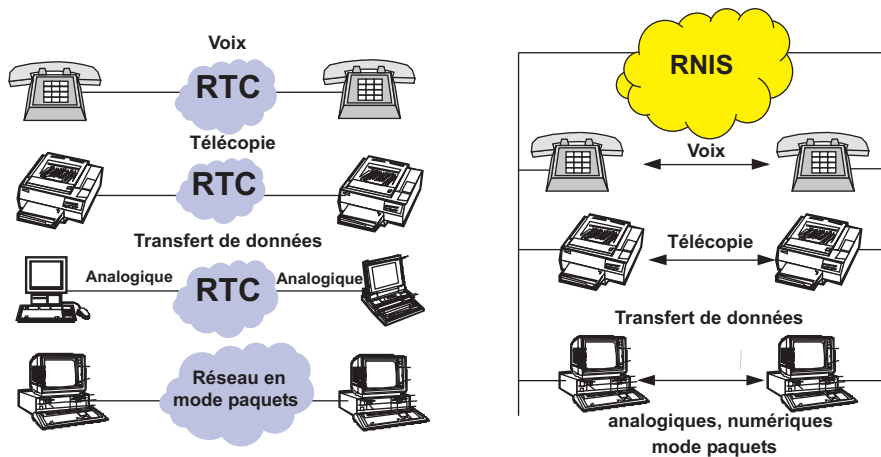 Voix
RTC
Télécopie
RTC
Transfert de données
Analogique
RTC
Analogique
Réseau en
mode paquets
RNIS
Voix
Télécopie
Transfert de données
analogiques, numériques
mode paquets